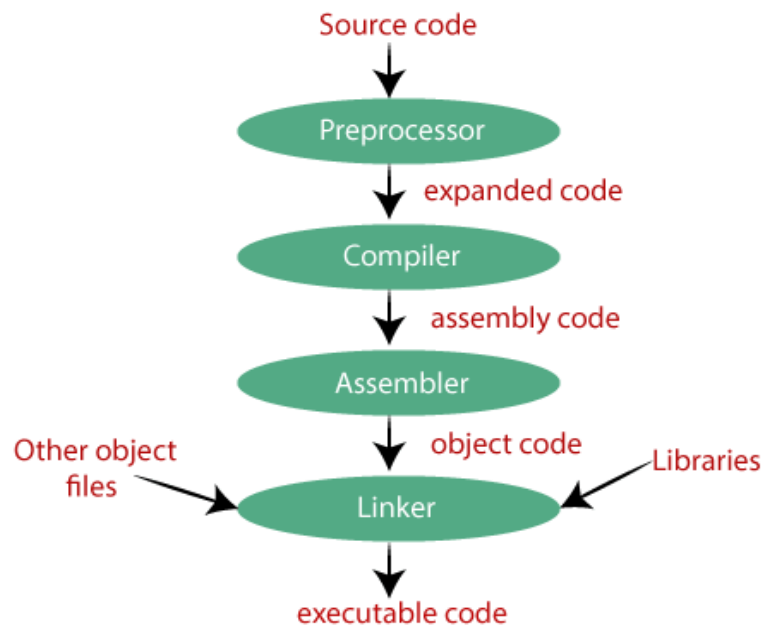 Source code
Preprocessor
expanded code
Compiler
assembly code
Assembler
object code
Other object
files
Libraries
Linker
executable code